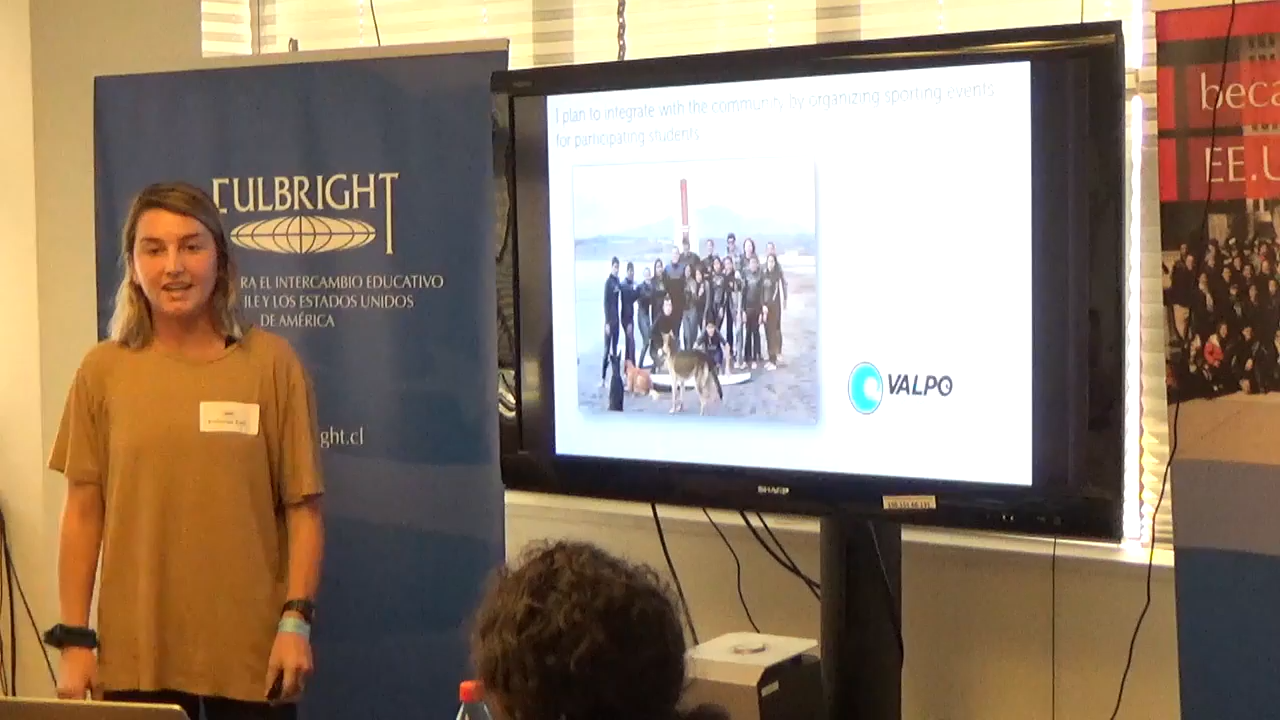 FULBRIGHT
RA EL INTERCAMBIO EDUCATIVO
ILE Y LOS ESTADOS UNIDOS
DE AMÉRICA
ght.cl
I plan to integrate with the community by organizing sporting events
for participating students
VALPO
SHARP
beca
EE.U